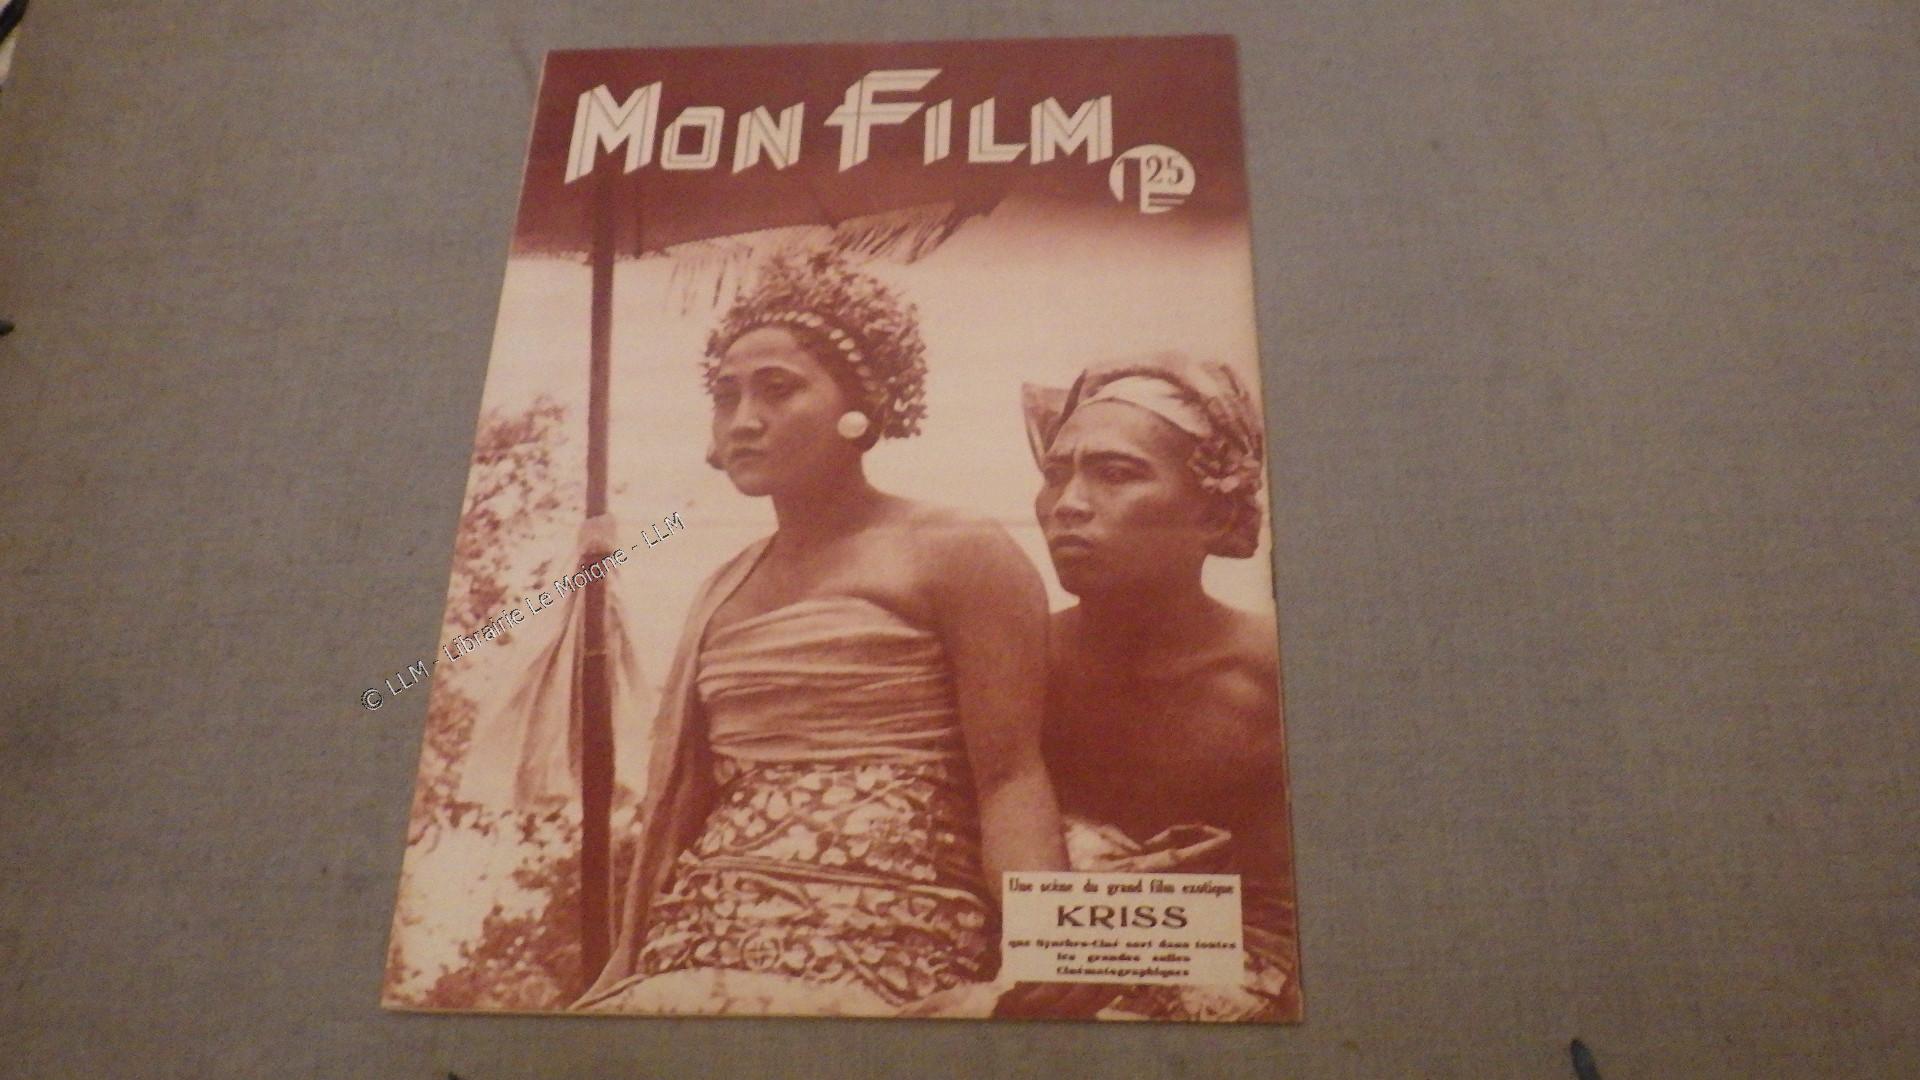 MON FILM
1 25
© LLM - Librairie Le Moigne - LLM
Une scène du grand film exotique
KRISS
que Synchro-Ciné sort dans toutes
les grandes salles
Cinématographiques